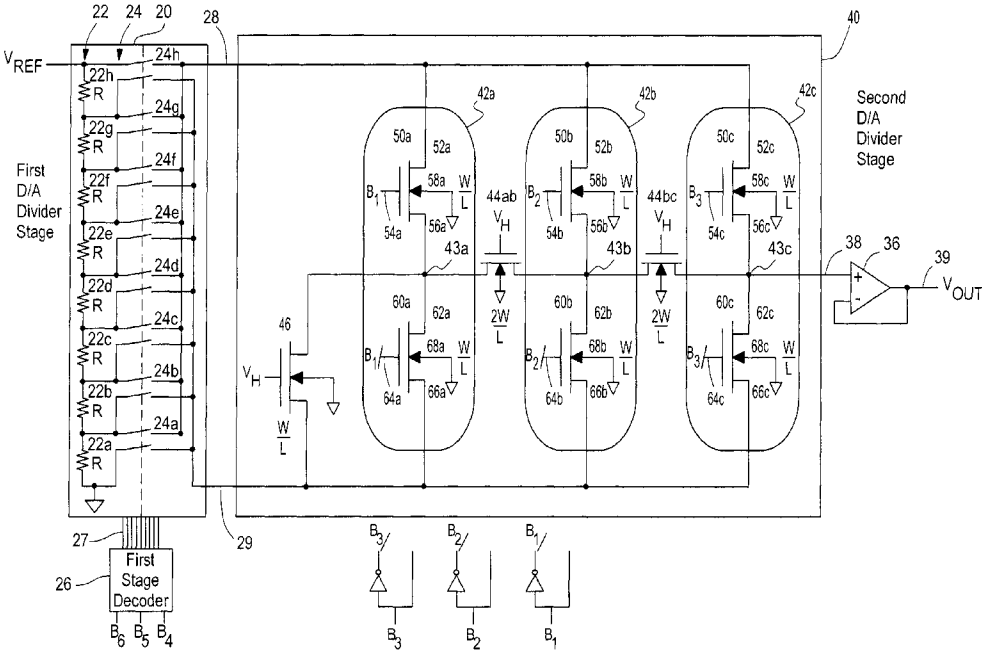 22
24
20
28
40
V_REF
24h
22h
R
24g
22g
R
24f
22f
R
24e
22e
R
24d
22d
R
24c
22c
R
24b
22b
R
24a
22a
R
First
D/A
Divider
Stage
27
26
29
First
Stage
Decoder
B6 B5 B4
42a
50a
52a
B1
58a
W/L
54a
56a
43a
60a
62a
B1/
68a
W/L
64a
66a
46
V_H
W/L
44ab
V_H
2W/L
42b
50b
52b
B2
58b
W/L
54b
56b
43b
60b
62b
B2/
68b
W/L
64b
66b
44bc
V_H
2W/L
42c
50c
52c
B3
58c
W/L
54c
56c
43c
60c
62c
B3/
68c
W/L
64c
66c
Second
D/A
Divider
Stage
38
36
39
+
-
V_OUT
B3/
B2/
B1/
B3
B2
B1